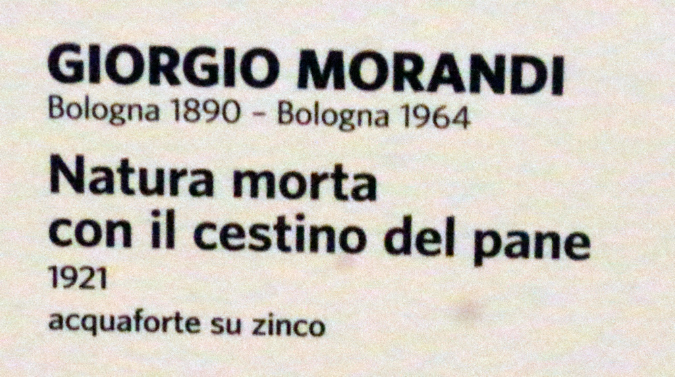 GIORGIO MORANDI
Bologna 1890 – Bologna 1964
Natura morta
con il cestino del pane
1921
acquaforte su zinco